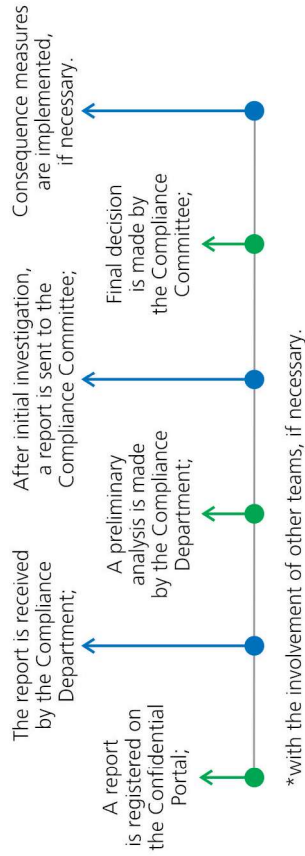 A report
is registered on
the Confidential
Portal;
The report is received
by the Compliance
Department;
A preliminary
analysis is made
by the Compliance
Department;
After initial investigation,
a report is sent to the
Compliance Committee;
Final decision
is made by
the Compliance
Committee;
Consequence measures
are implemented,
if necessary.
*with the involvement of other teams, if necessary.